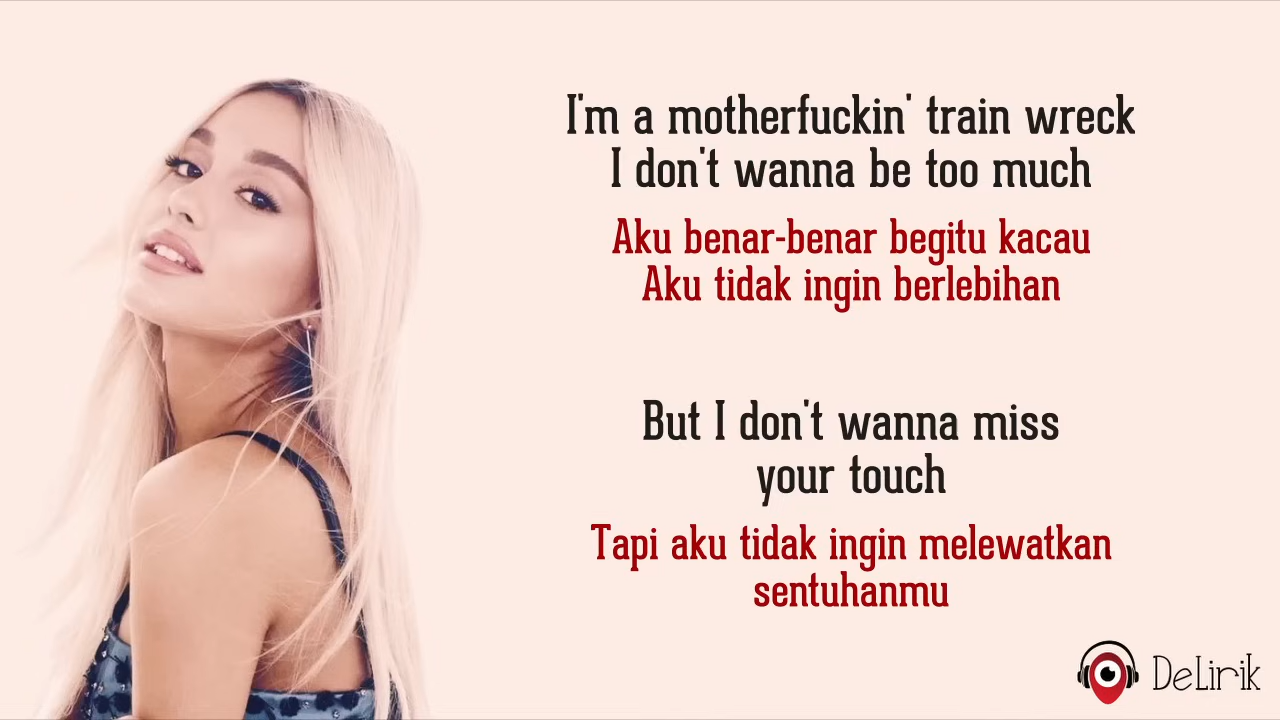 I'm a motherfuckin' train wreck
I don't wanna be too much
Aku benar-benar begitu kacau
Aku tidak ingin berlebihan
But I don't wanna miss
your touch
Tapi aku tidak ingin melewatkan
sentuhanmu
DeLirik